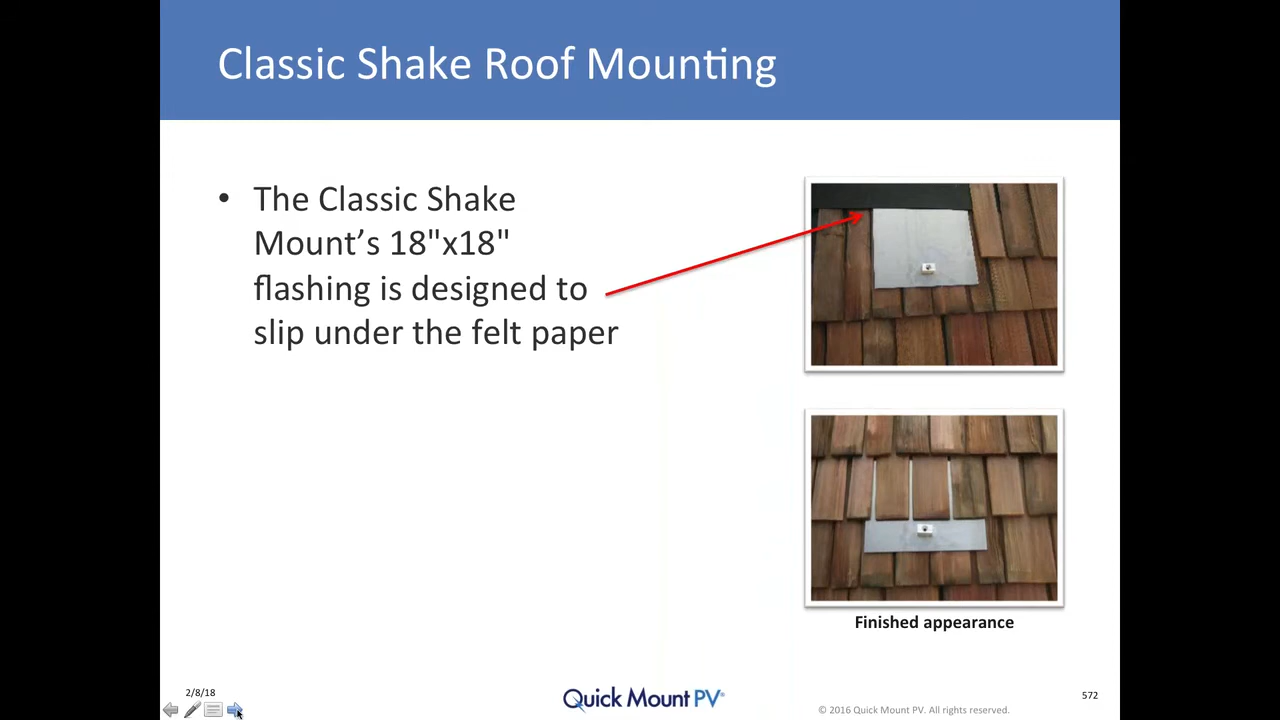 Classic Shake Roof Mounting
• The Classic Shake
Mount’s 18"x18"
flashing is designed to
slip under the felt paper
Finished appearance
2/8/18
Quick Mount PV®
© 2016 Quick Mount PV. All rights reserved.
572